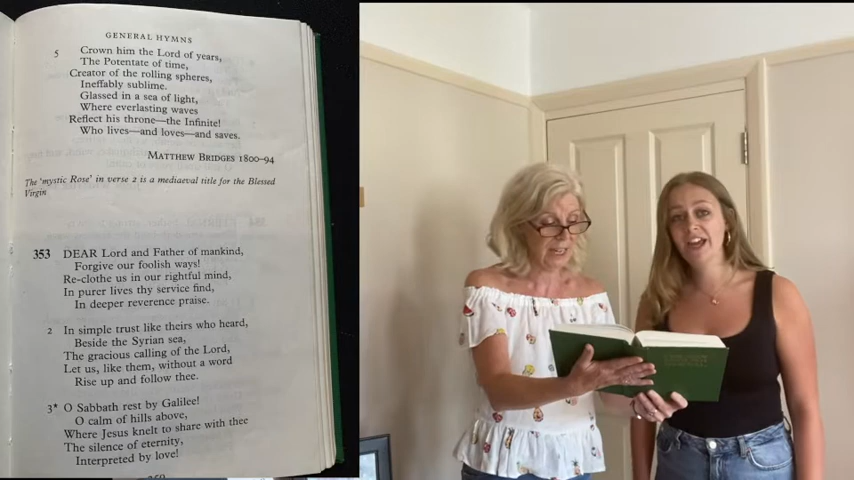 GENERAL HYMNS
5 Crown him the Lord of years,
The Potentate of time,
Creator of the rolling spheres,
Ineffably sublime.
Glassed in a sea of light,
Where everlasting waves
Reflect his throne—the Infinite!
Who lives—and loves—and saves.
MATTHEW BRIDGES 1800–94
The 'mystic Rose' in verse 2 is a mediaeval title for the Blessed
Virgin
353 DEAR Lord and Father of mankind,
Forgive our foolish ways!
Re-clothe us in our rightful mind,
In purer lives thy service find,
In deeper reverence praise.
2 In simple trust like theirs who heard,
Beside the Syrian sea,
The gracious calling of the Lord,
Let us, like them, without a word
Rise up and follow thee.
3* O Sabbath rest by Galilee!
O calm of hills above,
Where Jesus knelt to share with thee
The silence of eternity,
Interpreted by love!